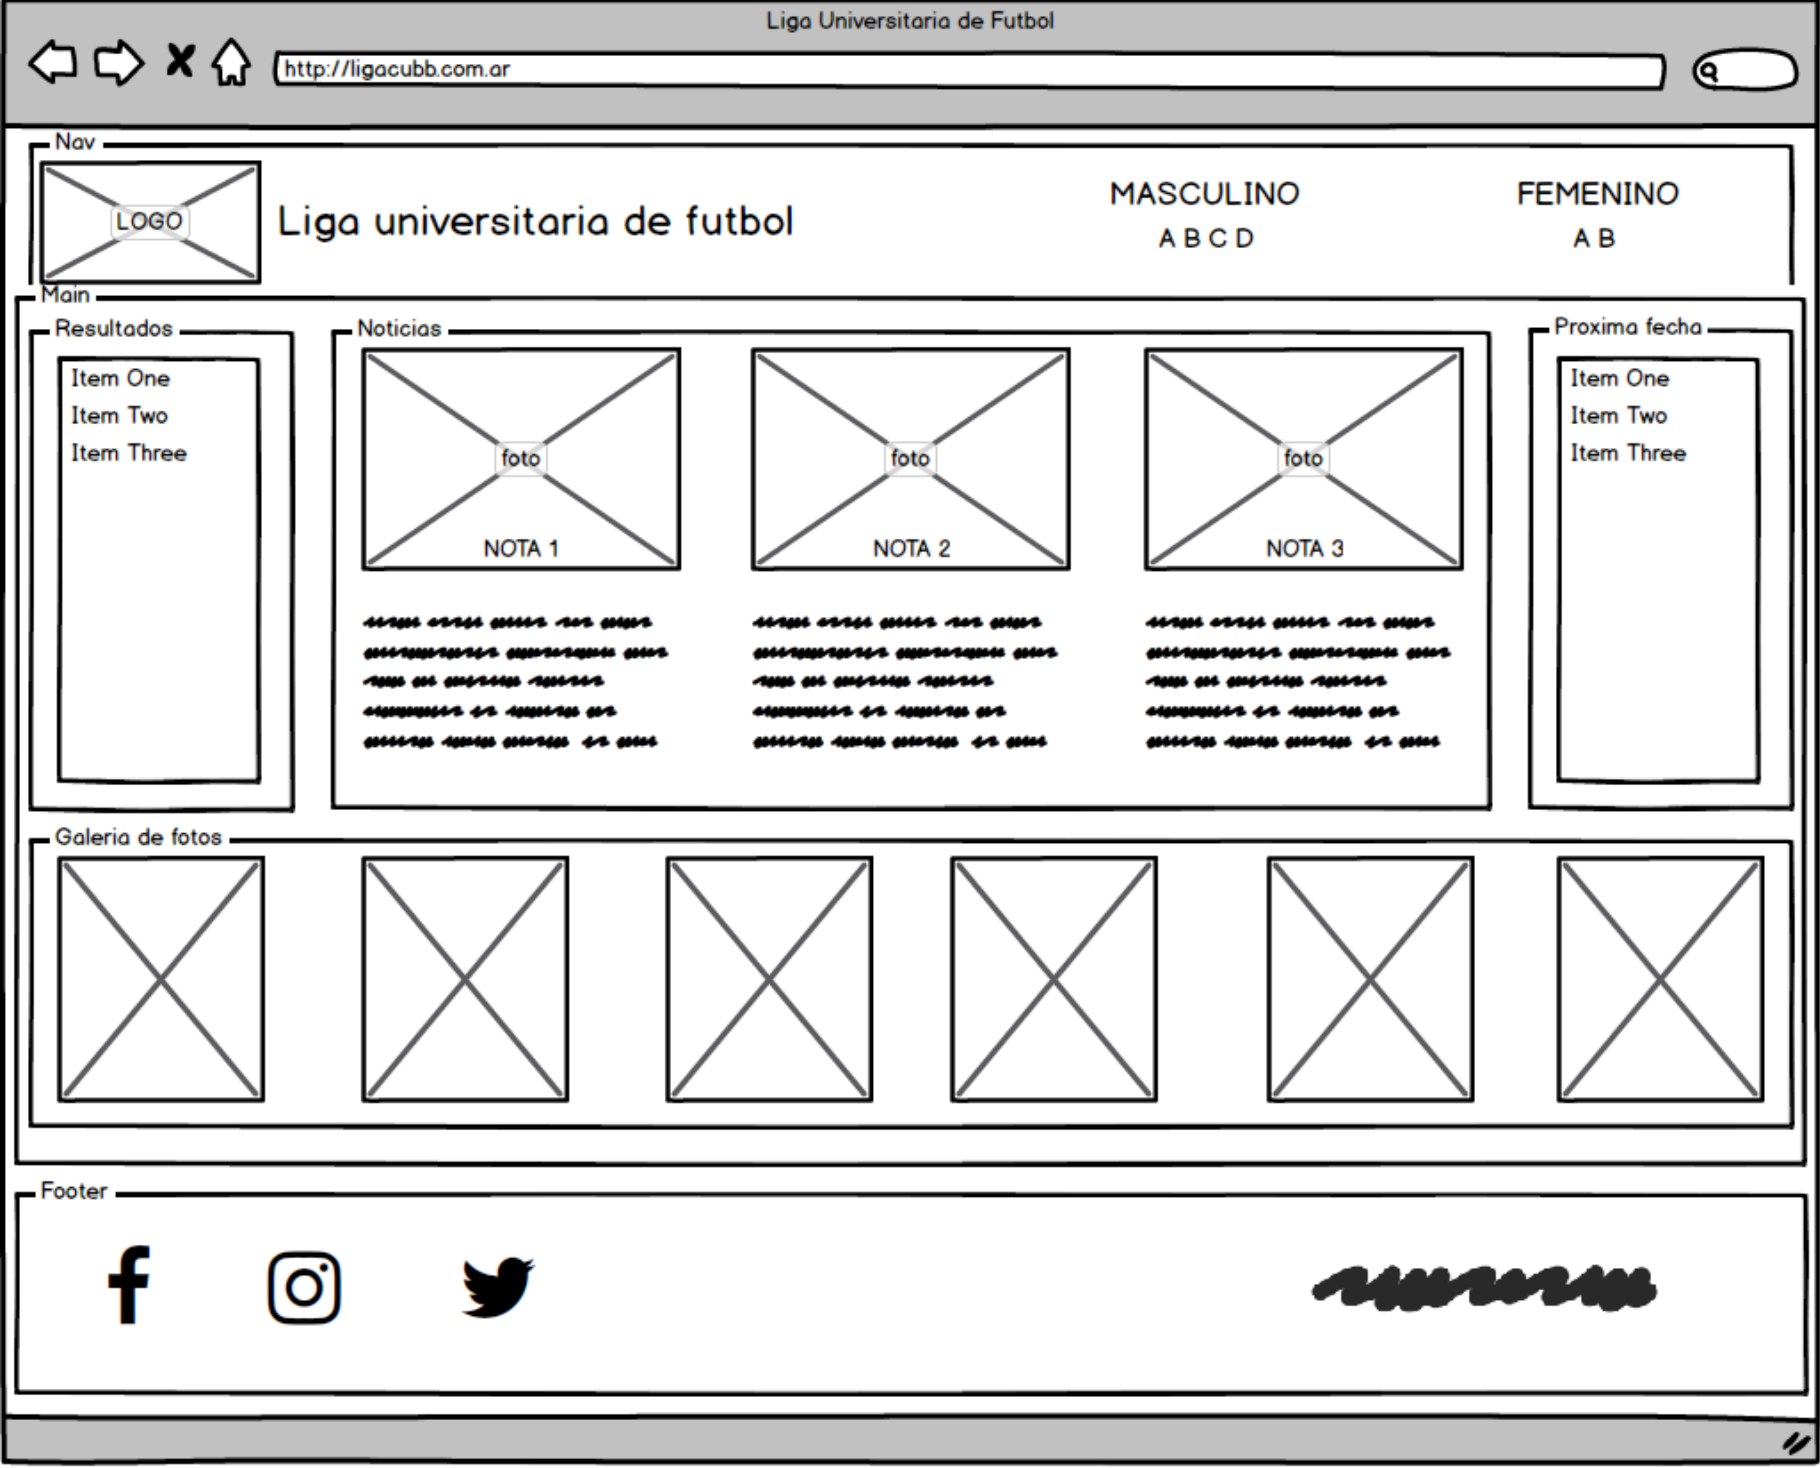 Liga Universitaria de Futbol
http://ligacubb.com.ar
Nav
LOGO
Liga universitaria de futbol
MASCULINO
A B C D
FEMENINO
A B
Main
Resultados
Item One
Item Two
Item Three
Noticias
foto
NOTA 1
foto
NOTA 2
foto
NOTA 3
Proxima fecha
Item One
Item Two
Item Three
Galeria de fotos
Footer